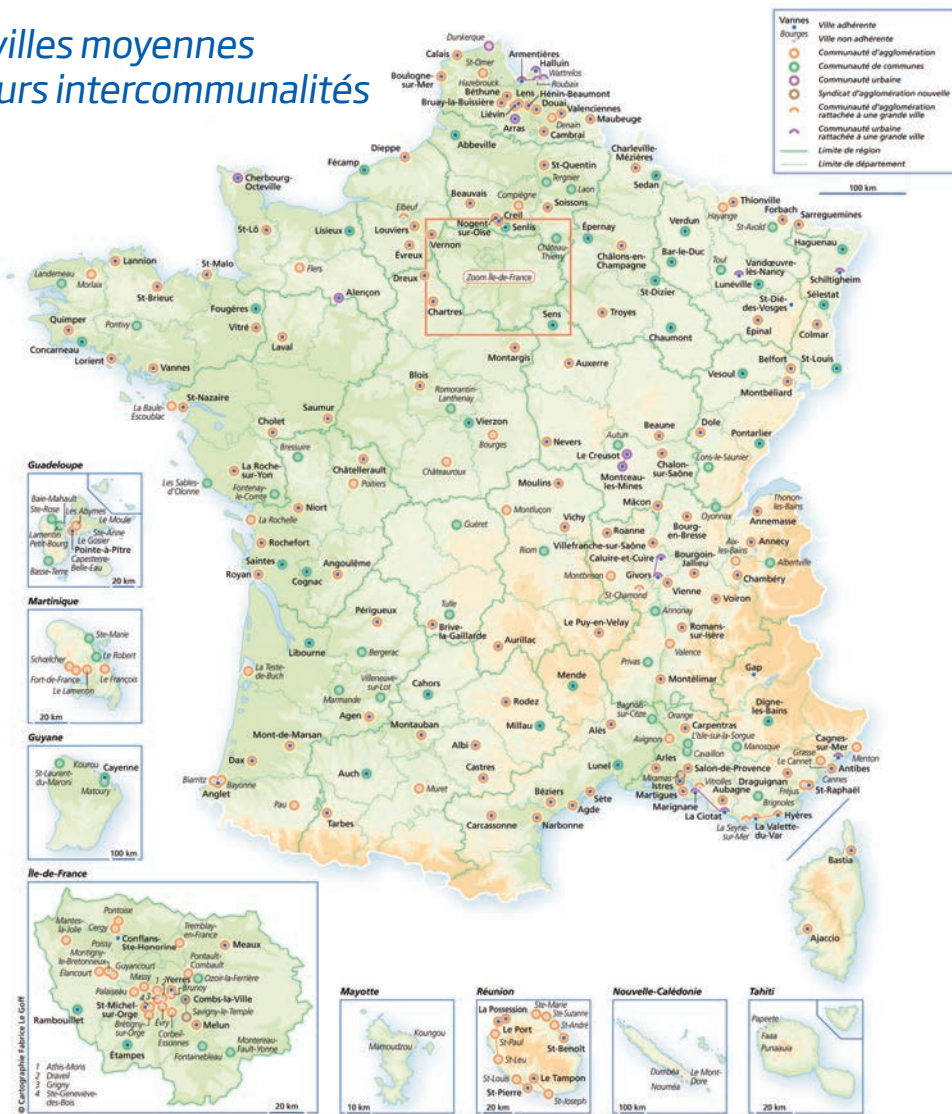 villes moyennes
urs intercommunalités
Vannes
Bourges
Ville adhérente
Ville non adhérente
Communauté d'agglomération
Communauté de communes
Communauté urbaine
Syndicat d'agglomération nouvelle
Communauté d'agglomération
rattachée à une grande ville
Communauté urbaine
rattachée à une grande ville
Limite de région
Limite de département
100 km
Dunkerque
Calais
St-Omer
Armentières
Halluin
Wattrelos
Roubaix
Boulogne-
sur-Mer
Hazebrouck
Béthune
Lens
Hénin-Beaumont
Bruay-la-Buissière
Douai
Liévin
Valenciennes
Denain
Maubeuge
Arras
Cambrai
Abbeville
Dieppe
Fécamp
Charleville-
Mézières
St-Quentin
Tergnier
Laon
Sedan
Cherbourg-
Octeville
Beauvais
Compiègne
Soissons
Elbeuf
Creil
Nogent-
sur-Oise
Senlis
Thionville
Hayange
Forbach
St-Avold
Sarreguemines
Verdun
St-Lô
Lisieux
Louviers
Vernon
Évreux
Château-
Thierry
Épernay
Châlons-en-
Champagne
Bar-le-Duc
Toul
Vandœuvre-
lès-Nancy
Lunéville
Haguenau
Schiltigheim
Lannion
St-Malo
Flers
Dreux
Zoom Île-de-France
St-Dizier
St-Dié-
des-Vosges
Sélestat
Landerneau
Morlaix
St-Brieuc
Alençon
Fougères
Chartres
Sens
Troyes
Épinal
Colmar
Quimper
Pontivy
Vitré
Laval
Chaumont
Concarneau
Lorient
Vannes
Montargis
Auxerre
Belfort
St-Louis
Vesoul
Montbéliard
Blois
Romorantin-
Lanthenay
La Baule-
Escoublac
St-Nazaire
Saumur
Vierzon
Bourges
Cholet
Nevers
Autun
Beaune
Dole
Pontarlier
Bressuire
Le Creusot
Châtellerault
Châteauroux
Chalon-
sur-Saône
Lons-le-Saunier
La Roche-
sur-Yon
Poitiers
Moulins
Montceau-
les-Mines
Les Sables-
d'Olonne
Fontenay-
le-Comte
Niort
Mâcon
Thonon-
les-Bains
La Rochelle
Guéret
Montluçon
Vichy
Roanne
Bourg-
en-Bresse
Oyonnax
Annemasse
Rochefort
Riom
Villefranche-sur-Saône
Aix-
les-Bains
Annecy
Saintes
Angoulême
Caluire-et-Cuire
Bourgoin-
Jallieu
Albertville
Royan
Cognac
Montbrison
Givors
Chambéry
St-Chamond
Vienne
Voiron
Périgueux
Tulle
Annonay
Brive-
la-Gaillarde
Le Puy-en-Velay
Romans-
sur-Isère
Aurillac
Valence
Libourne
Bergerac
Privas
La Teste-
de-Buch
Villeneuve-
sur-Lot
Marmande
Cahors
Mende
Montélimar
Gap
Rodez
Bagnols-
sur-Cèze
Digne-
les-Bains
Agen
Montauban
Millau
Alès
Orange
Carpentras
L'Isle-sur-la-Sorgue
Cagnes-
sur-Mer
Mont-de-Marsan
Albi
Avignon
Cavaillon
Manosque
Grasse
Le Cannet
Menton
Dax
Auch
Castres
Lunel
Arles
Salon-de-Provence
Draguignan
Cannes
Antibes
Biarritz
Bayonne
Anglet
Muret
Miramas
Istres
Vitrolles
Aubagne
Fréjus
St-Raphaël
Béziers
Sète
Martigues
Brignoles
Pau
Agde
Marignane
La Ciotat
Hyères
Tarbes
Carcassonne
Narbonne
La Seyne-
sur-Mer
La Valette-
du-Var
Bastia
Ajaccio
Guadeloupe
Baie-Mahault
Ste-Rose
Les Abymes
Le Moule
Ste-Anne
Lamentin
Petit-Bourg
Le Gosier
Pointe-à-Pitre
Capesterre-
Belle-Eau
Basse-Terre
20 km
Martinique
Ste-Marie
Schœlcher
Le Robert
Fort-de-France
Le François
Le Lamentin
20 km
Guyane
Kourou
Cayenne
St-Laurent-
du-Maroni
Matoury
100 km
Île-de-France
Pontoise
Mantes-
la-Jolie
Cergy
Tremblay-
en-France
Poissy
Conflans-
Ste-Honorine
Meaux
Montigny-
le-Bretonneux
Pontault-
Combault
Guyancourt
Élancourt
Massy
Yerres
Ozoir-la-Ferrière
Palaiseau
1
2
3
4
Brunoy
Combs-la-Ville
St-Michel-
sur-Orge
Savigny-le-Temple
Rambouillet
Brétigny-
sur-Orge
Évry
Corbeil-
Essonnes
Melun
Étampes
Fontainebleau
Montereau-
Fault-Yonne
1 Athis-Mons
2 Draveil
3 Grigny
4 Ste-Geneviève-
des-Bois
20 km
© Cartographie Fabrice Le Goff
Mayotte
Koungou
Mamoudzou
10 km
Réunion
La Possession
Ste-Marie
Ste-Suzanne
Le Port
St-André
St-Paul
St-Benoît
St-Leu
St-Louis
Le Tampon
St-Pierre
St-Joseph
20 km
Nouvelle-Calédonie
Dumbéa
Le Mont-
Dore
Nouméa
100 km
Tahiti
Papeete
Faaa
Punaauia
20 km